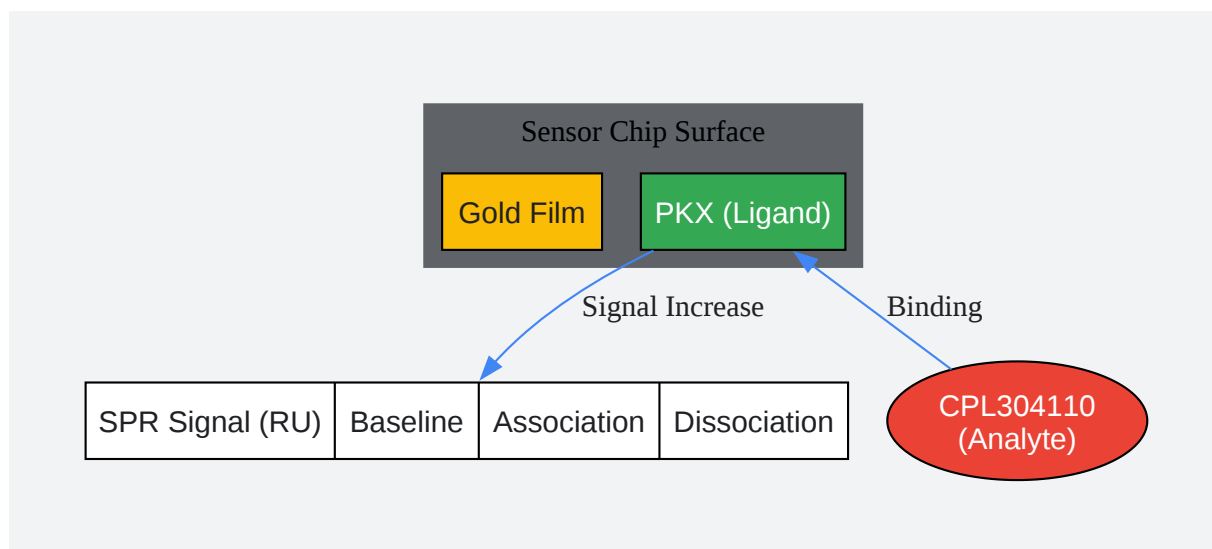 Sensor Chip Surface
Gold Film
PKX (Ligand)
Signal Increase
Binding
SPR Signal (RU)
Baseline
Association
Dissociation
CPL304110
(Analyte)